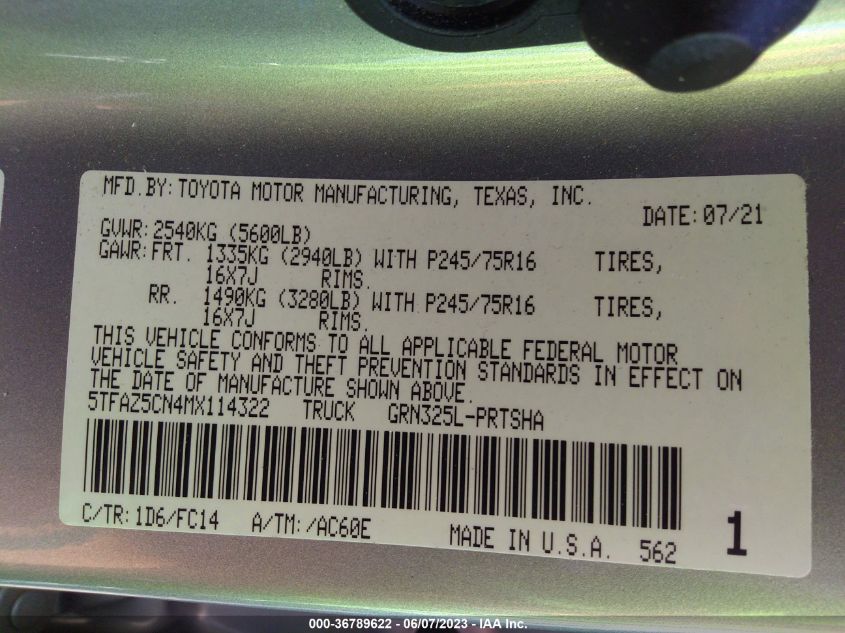 MFD.BY: TOYOTA MOTOR MANUFACTURING, TEXAS, INC.
DATE: 07/21
GVWR: 2540KG (5600LB)
GAWR: FRT. 1335KG (2940LB) WITH P245/75R16 TIRES,
16X7J RIMS.
RR. 1490KG (3280LB) WITH P245/75R16 TIRES,
16X7J RIMS.
THIS VEHICLE CONFORMS TO ALL APPLICABLE FEDERAL MOTOR
VEHICLE SAFETY AND THEFT PREVENTION STANDARDS IN EFFECT ON
THE DATE OF MANUFACTURE SHOWN ABOVE.
5TFAZ5CN4MX114322 TRUCK GRN325L-PRTSHA
C/TR: 1D6/FC14 A/TM: /AC60E MADE IN U.S.A. 562 1
000-36789622 - 06/07/2023 - IAA Inc.